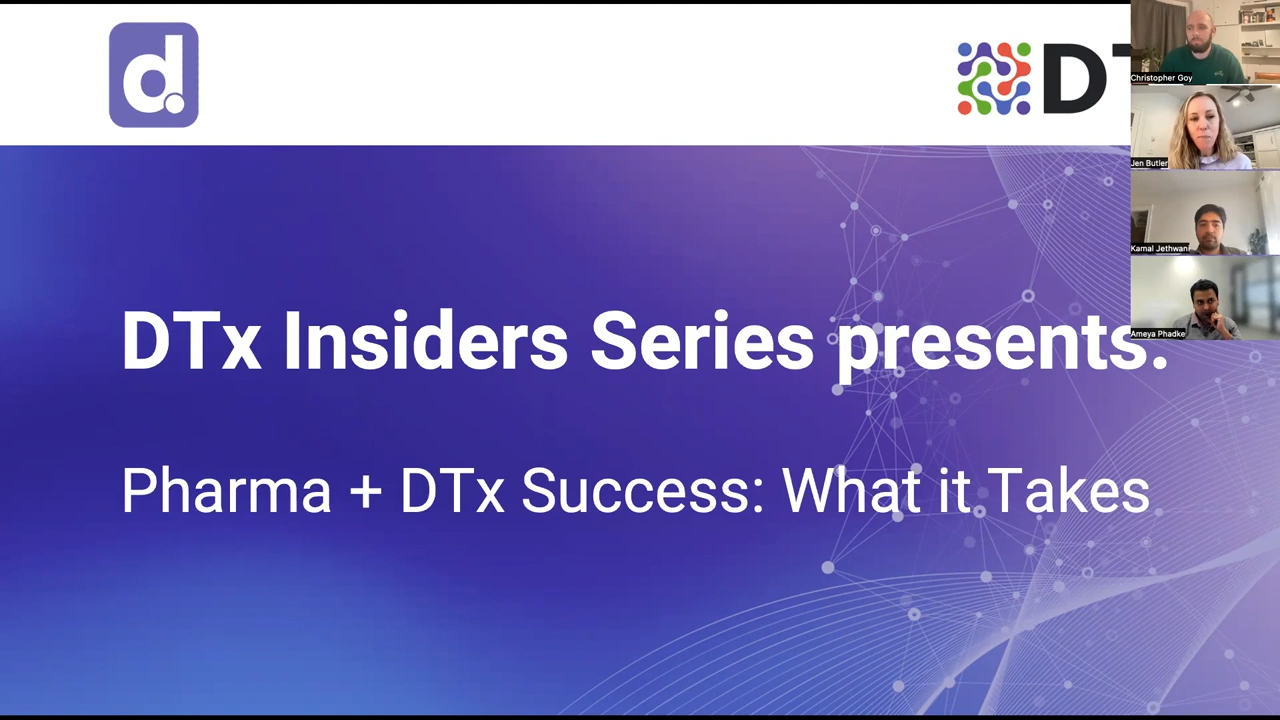 d.
DT
Christopher Goy
Jen Butler
Kamal Jethwani
Ameya Phadke
DTx Insiders Series presents:
Pharma + DTx Success: What it Takes